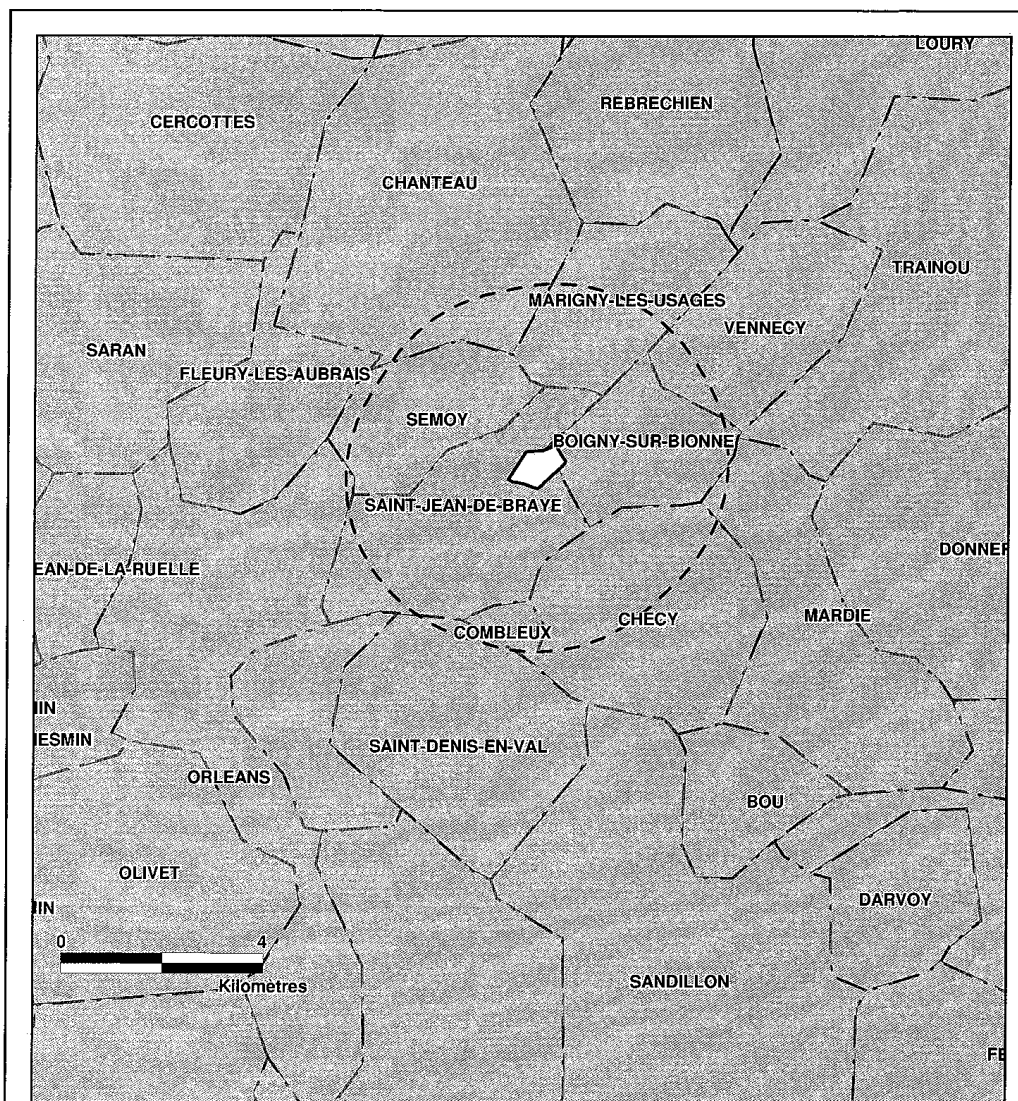 LOURY
REBRECHIEN
CERCOTTES
CHANTEAU
TRAINOU
MARIGNY-LES-USAGES
VENNECY
SARAN
FLEURY-LES-AUBRAIS
SEMOY
BOIGNY-SUR-BIONNE
SAINT-JEAN-DE-BRAYE
DONNER
EAN-DE-LA-RUELLE
MARDIE
CHECY
COMBLEUX
IN
IESMIN
SAINT-DENIS-EN-VAL
ORLEANS
BOU
OLIVET
DARVOY
IIN
0 4
Kilometres
SANDILLON
FE